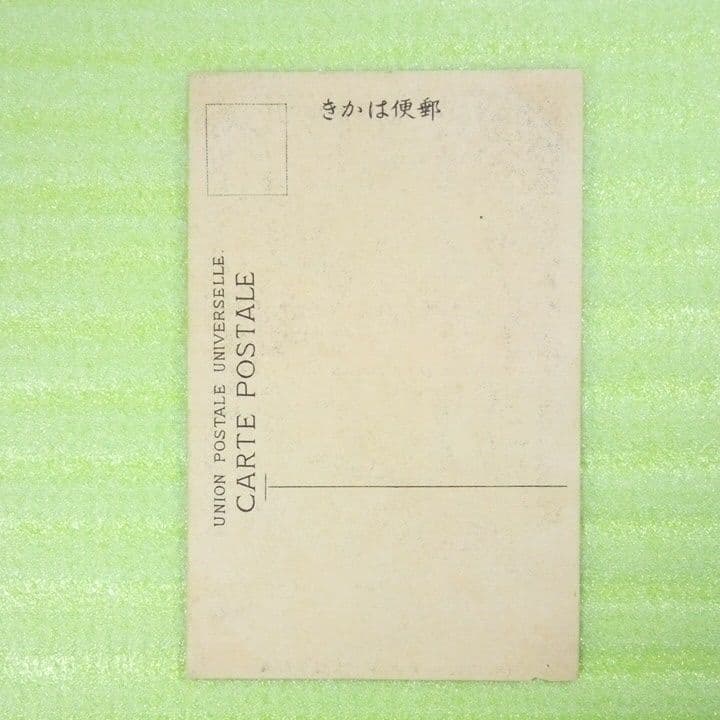 郵便はかき
UNION POSTALE UNIVERSELLE.
CARTE POSTALE